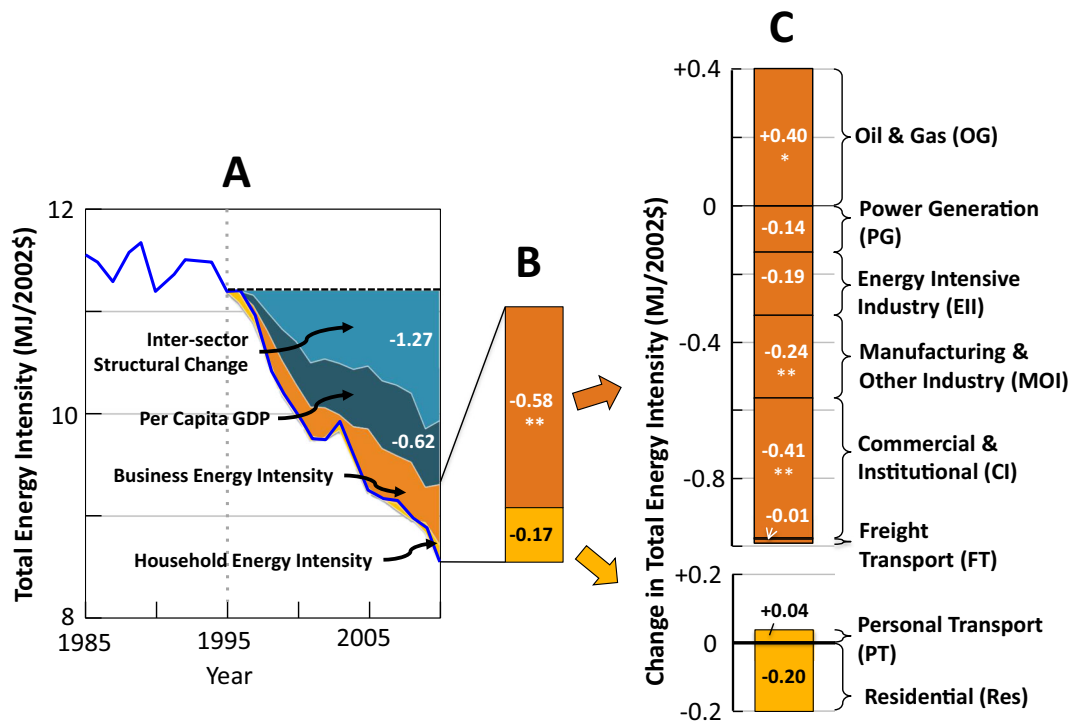 A
Total Energy Intensity (MJ/2002$)
12
10
8
1985
1995
2005
Year
Inter-sector
Structural Change
Per Capita GDP
Business Energy Intensity
Household Energy Intensity
-1.27
-0.62
B
-0.58
**
-0.17
C
Change in Total Energy Intensity (MJ/2002$)
+0.4
0
-0.4
-0.8
+0.40
*
-0.14
-0.19
-0.24
**
-0.41
**
-0.01
Oil & Gas (OG)
Power Generation
(PG)
Energy Intensive
Industry (EII)
Manufacturing &
Other Industry (MOI)
Commercial &
Institutional (CI)
Freight
Transport (FT)
+0.2
0
-0.2
+0.04
-0.20
Personal Transport
(PT)
Residential (Res)